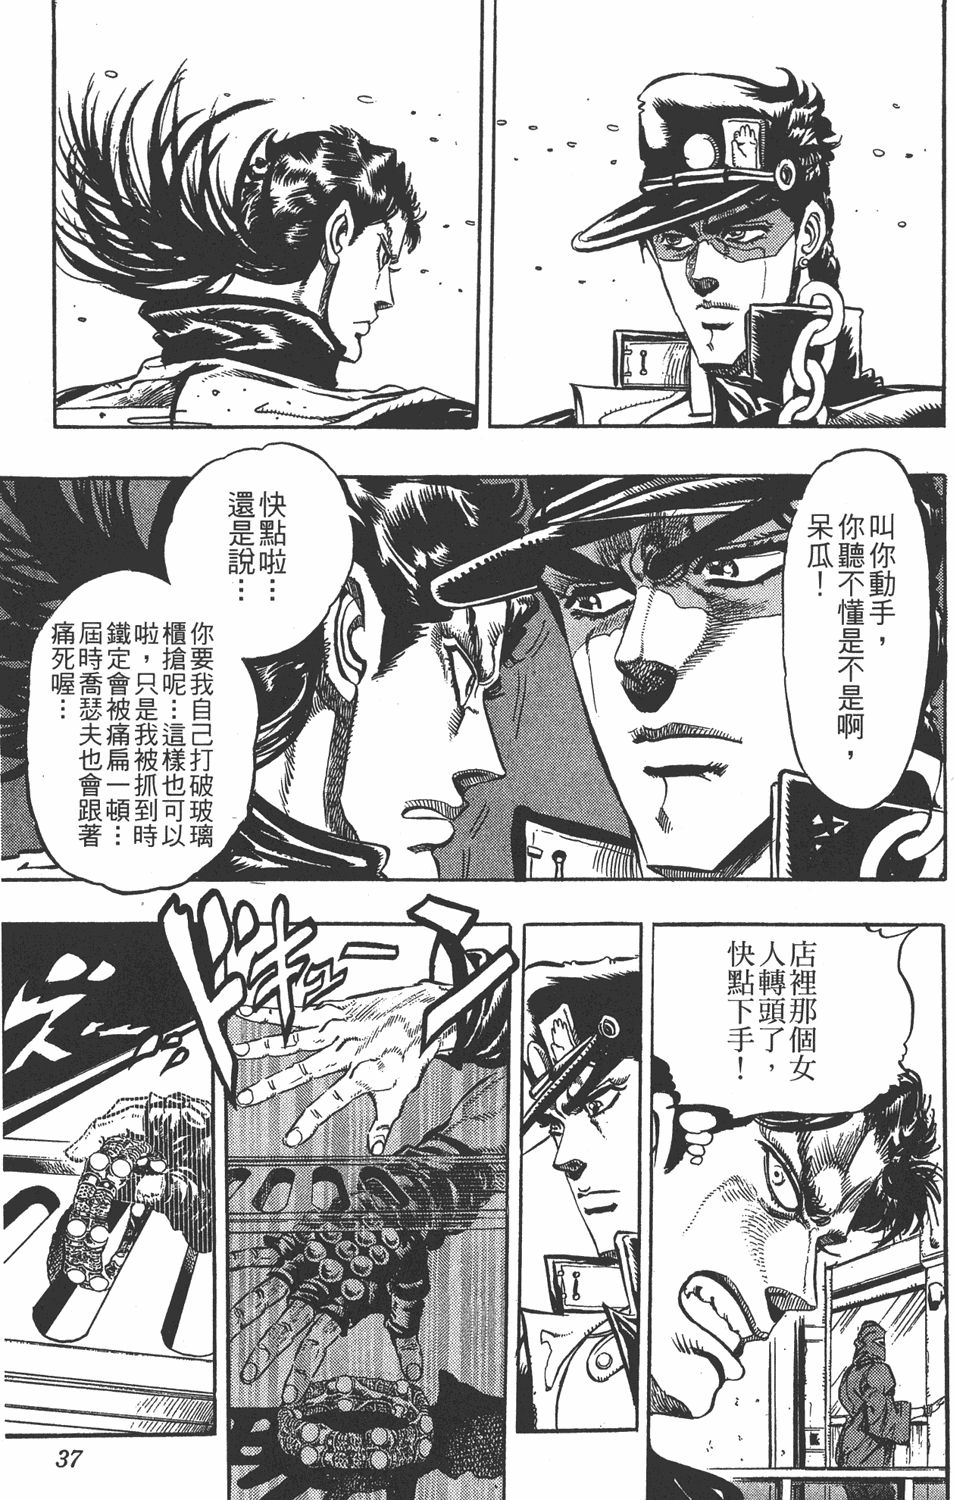 叫你動手，
你聽不懂是不是啊，
呆瓜！
快點啦…
還是說…
你要我自己打破玻璃
櫃搶呢…這樣也可以
啦，只是我被抓到時
鐵定會被痛扁一頓…
屆時喬瑟夫也會跟著
痛死喔…
店裡那個女
人轉頭了，
快點下手！
ドギューン
ズ…
37